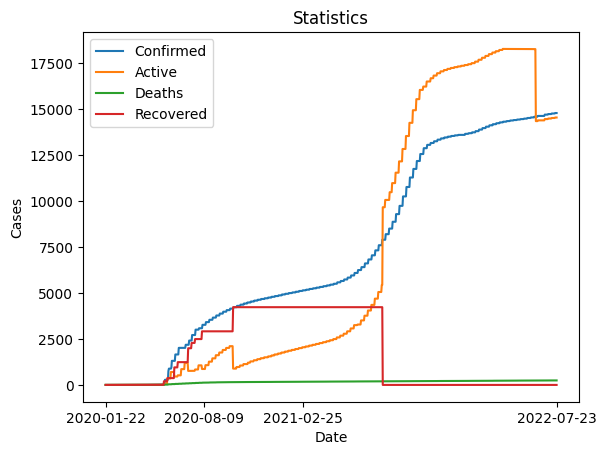 Statistics
Confirmed
Active
Deaths
Recovered
Cases
17500
15000
12500
10000
7500
5000
2500
0
2020-01-22 2020-08-09 2021-02-25 2022-07-23
Date